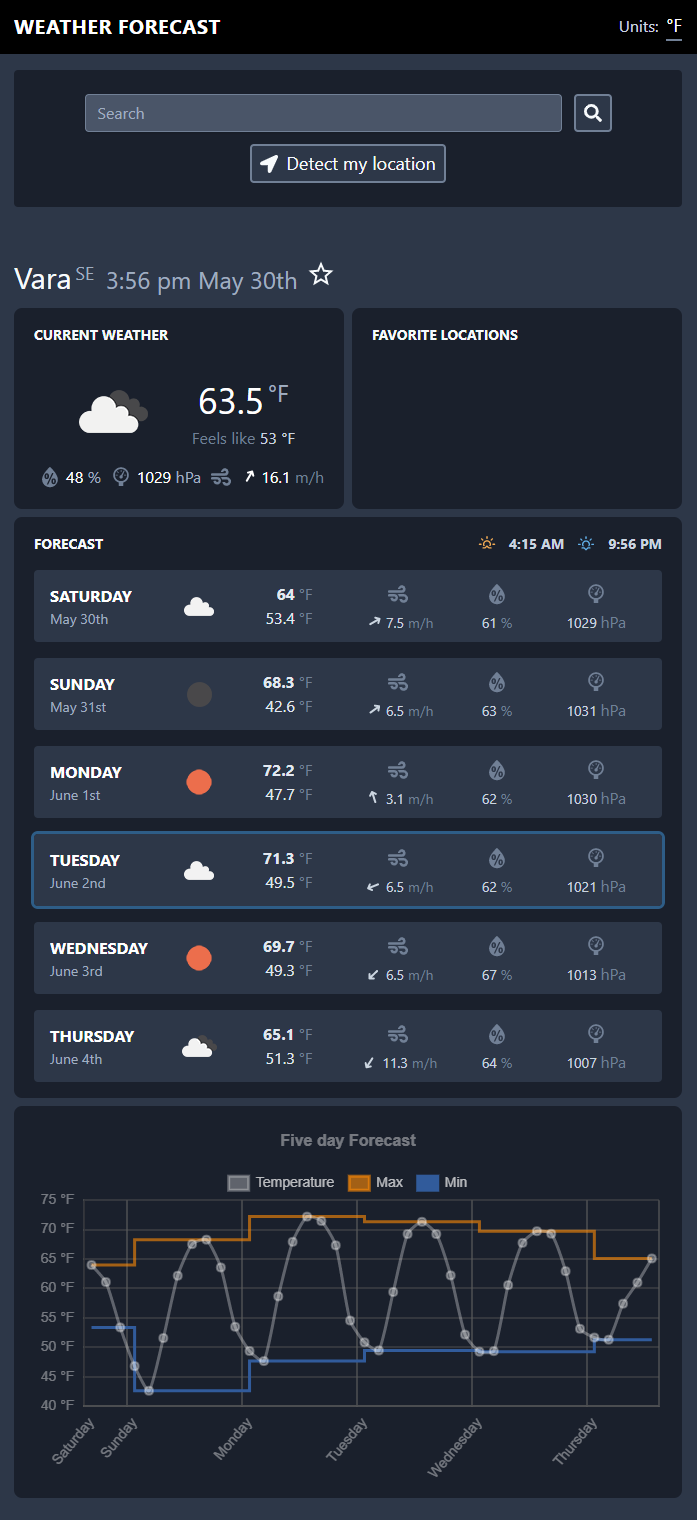 WEATHER FORECAST Units: °F
Search
Detect my location
Vara SE 3:56 pm May 30th
CURRENT WEATHER
63.5 °F
Feels like 53 °F
48 % 1029 hPa 16.1 m/h
FAVORITE LOCATIONS
FORECAST 4:15 AM 9:56 PM
SATURDAY 64 °F
May 30th 53.4 °F 7.5 m/h 61 % 1029 hPa
SUNDAY 68.3 °F
May 31st 42.6 °F 6.5 m/h 63 % 1031 hPa
MONDAY 72.2 °F
June 1st 47.7 °F 3.1 m/h 62 % 1030 hPa
TUESDAY 71.3 °F
June 2nd 49.5 °F 6.5 m/h 62 % 1021 hPa
WEDNESDAY 69.7 °F
June 3rd 49.3 °F 6.5 m/h 67 % 1013 hPa
THURSDAY 65.1 °F
June 4th 51.3 °F 11.3 m/h 64 % 1007 hPa
Five day Forecast
Temperature Max Min
75 °F
70 °F
65 °F
60 °F
55 °F
50 °F
45 °F
40 °F
Saturday Sunday Monday Tuesday Wednesday Thursday